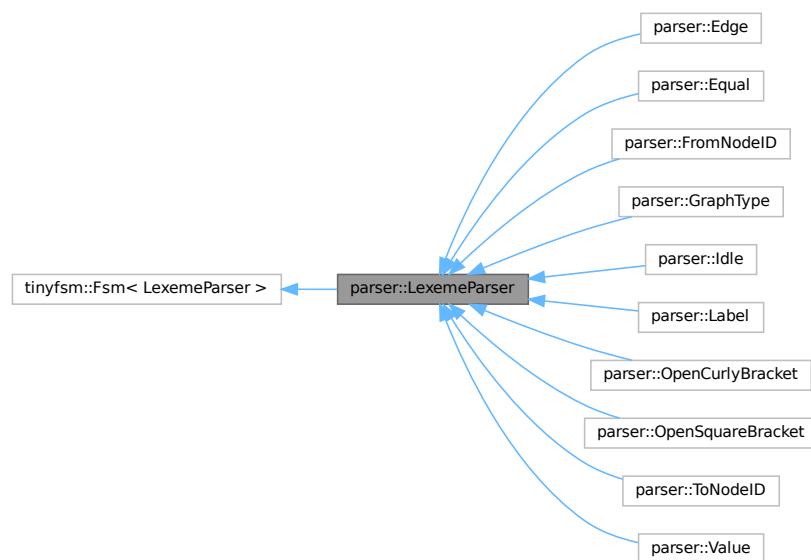 parser::Edge
parser::Equal
parser::FromNodeID
parser::GraphType
parser::Idle
tinyfsm::Fsm< LexemeParser >
parser::LexemeParser
parser::Label
parser::OpenCurlyBracket
parser::OpenSquareBracket
parser::ToNodeID
parser::Value